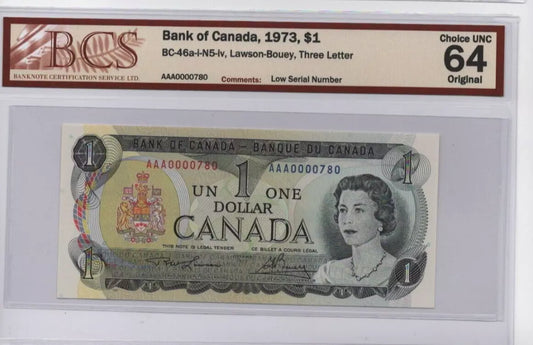 BCS
BANKNOTE CERTIFICATION SERVICE LTD.
Bank of Canada, 1973, $1
BC-46a-i-N5-iv, Lawson-Bouey, Three Letter
AAA0000780 Comments: Low Serial Number
Choice UNC
64
Original
1 BANK OF CANADA - BANQUE DU CANADA 1
AAA0000780 AAA0000780
UN 1 ONE
DOLLAR
CANADA
THIS NOTE IS LEGAL TENDER CE BILLET A COURS LÉGAL
1 1